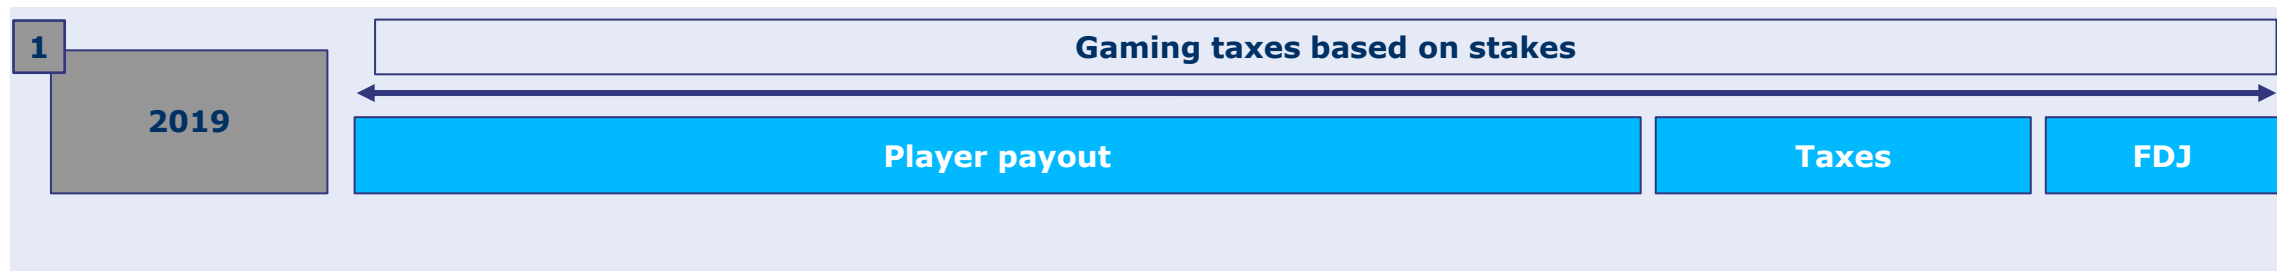 1
Gaming taxes based on stakes
2019
Player payout
Taxes
FDJ